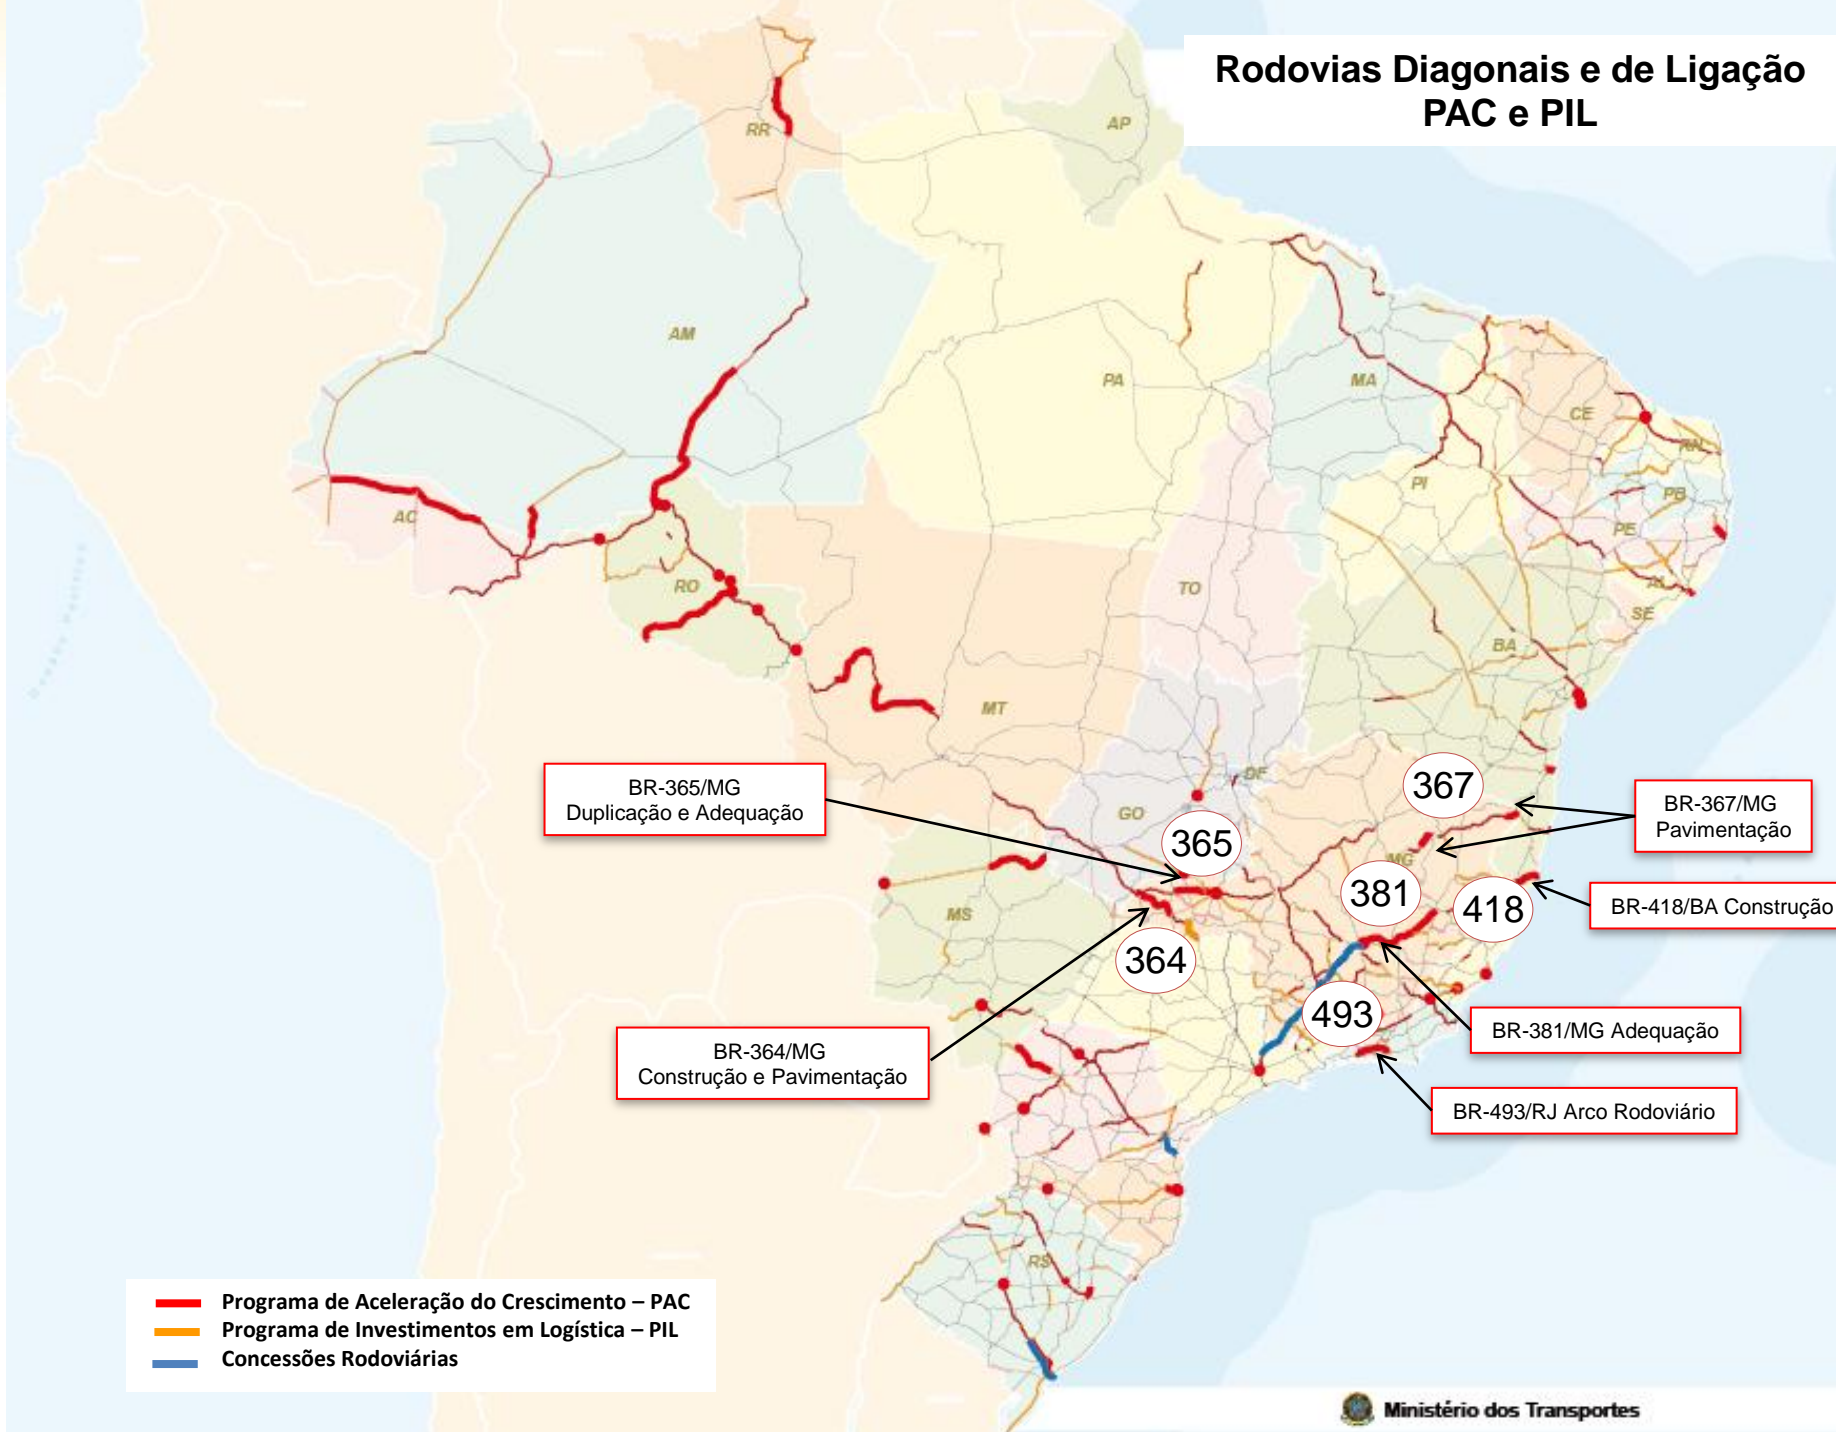 Rodovias Diagonais e de Ligação
PAC e PIL
RR
AP
AM
PA
MA
CE
RN
PB
PI
PE
AC
AL
SE
TO
RO
BA
MT
DF
GO
MG
MS
RS
BR-365/MG
Duplicação e Adequação
367
BR-367/MG
Pavimentação
365
381
418
BR-418/BA Construção
364
493
BR-381/MG Adequação
BR-364/MG
Construção e Pavimentação
BR-493/RJ Arco Rodoviário
Programa de Aceleração do Crescimento – PAC
Programa de Investimentos em Logística – PIL
Concessões Rodoviárias
Ministério dos Transportes